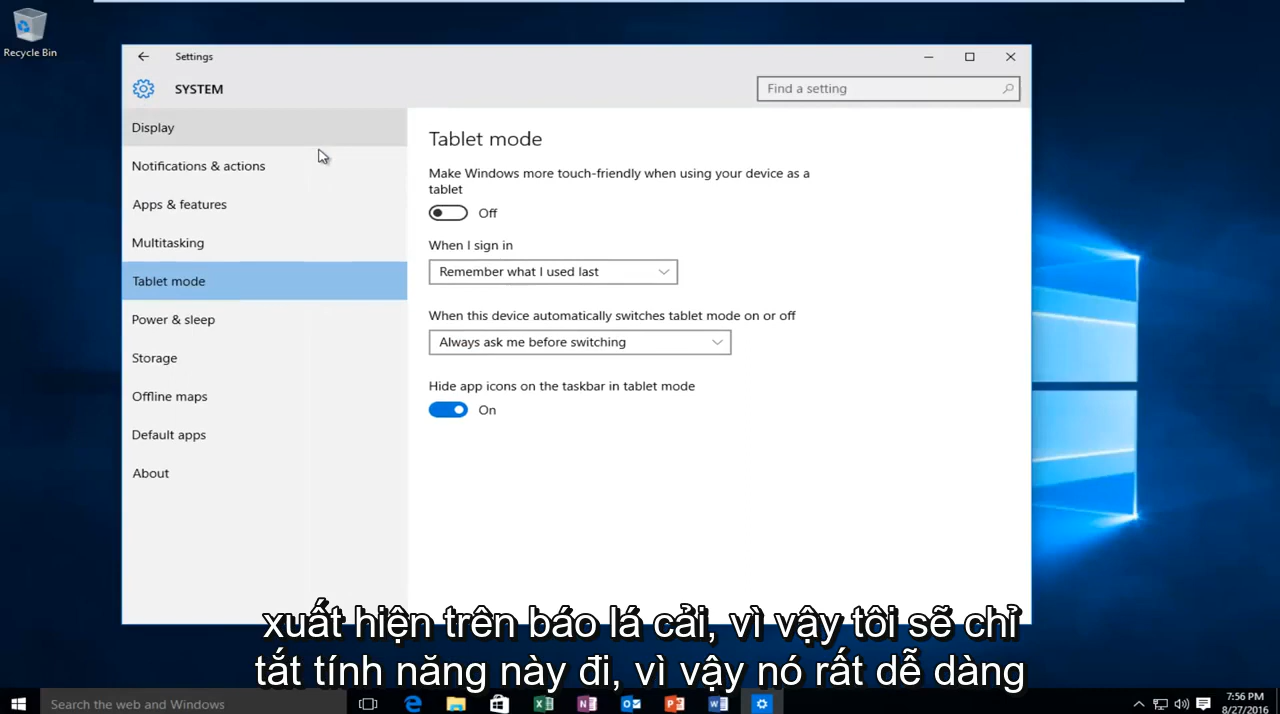 Recycle Bin
Settings
SYSTEM
Find a setting
Display
Notifications & actions
Apps & features
Multitasking
Tablet mode
Power & sleep
Storage
Offline maps
Default apps
About
Tablet mode
Make Windows more touch-friendly when using your device as a
tablet
Off
When I sign in
Remember what I used last
When this device automatically switches tablet mode on or off
Always ask me before switching
Hide app icons on the taskbar in tablet mode
On
xuất hiện trên báo lá cải, vì vậy tôi sẽ chỉ
tắt tính năng này đi, vì vậy nó rất dễ dàng
Search the web and Windows
7:56 PM
8/27/2016